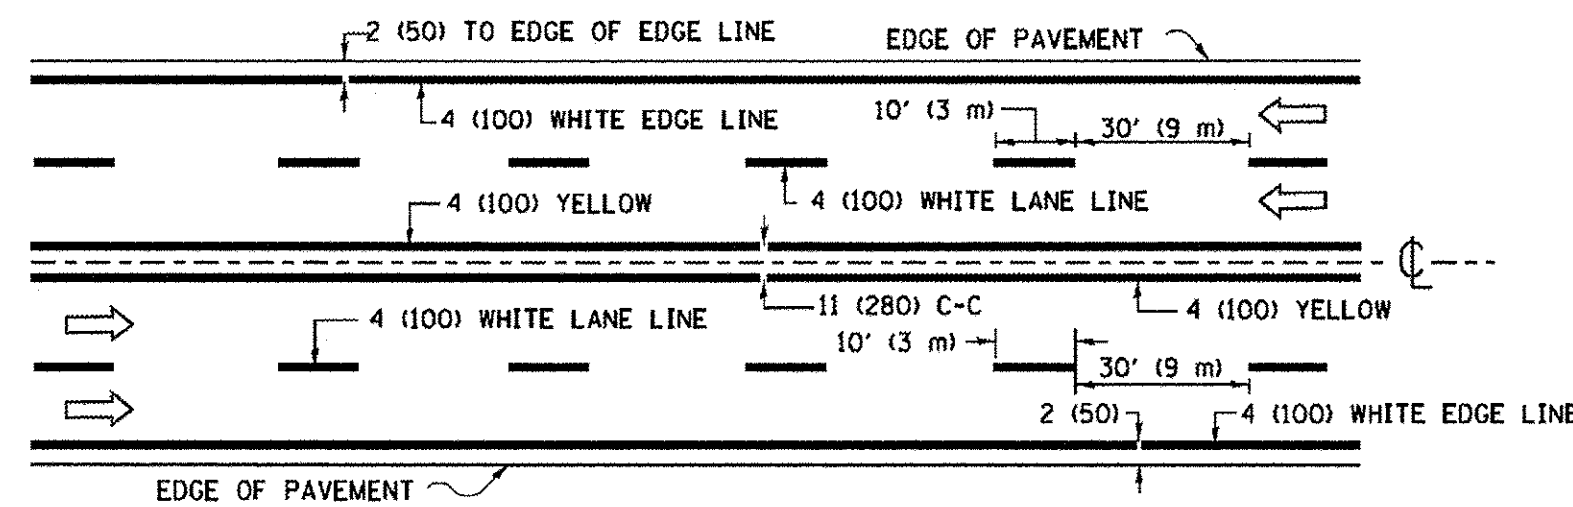 2 (50) TO EDGE OF EDGE LINE
EDGE OF PAVEMENT
4 (100) WHITE EDGE LINE
10' (3 m)
30' (9 m)
4 (100) YELLOW
4 (100) WHITE LANE LINE
CL
11 (280) C-C
4 (100) YELLOW
4 (100) WHITE LANE LINE
10' (3 m)
30' (9 m)
2 (50)
4 (100) WHITE EDGE LINE
EDGE OF PAVEMENT